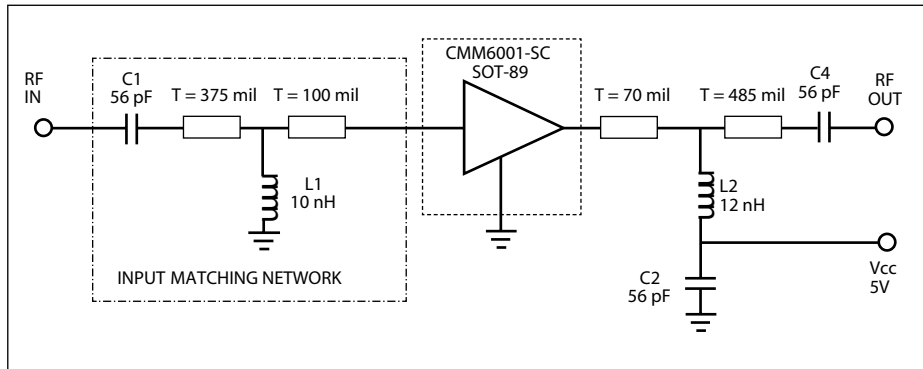 CMM6001-SC
SOT-89
RF
IN
C1
56 pF
T = 375 mil
T = 100 mil
T = 70 mil
T = 485 mil
C4
56 pF
RF
OUT
L1
10 nH
L2
12 nH
INPUT MATCHING NETWORK
C2
56 pF
Vcc
5V